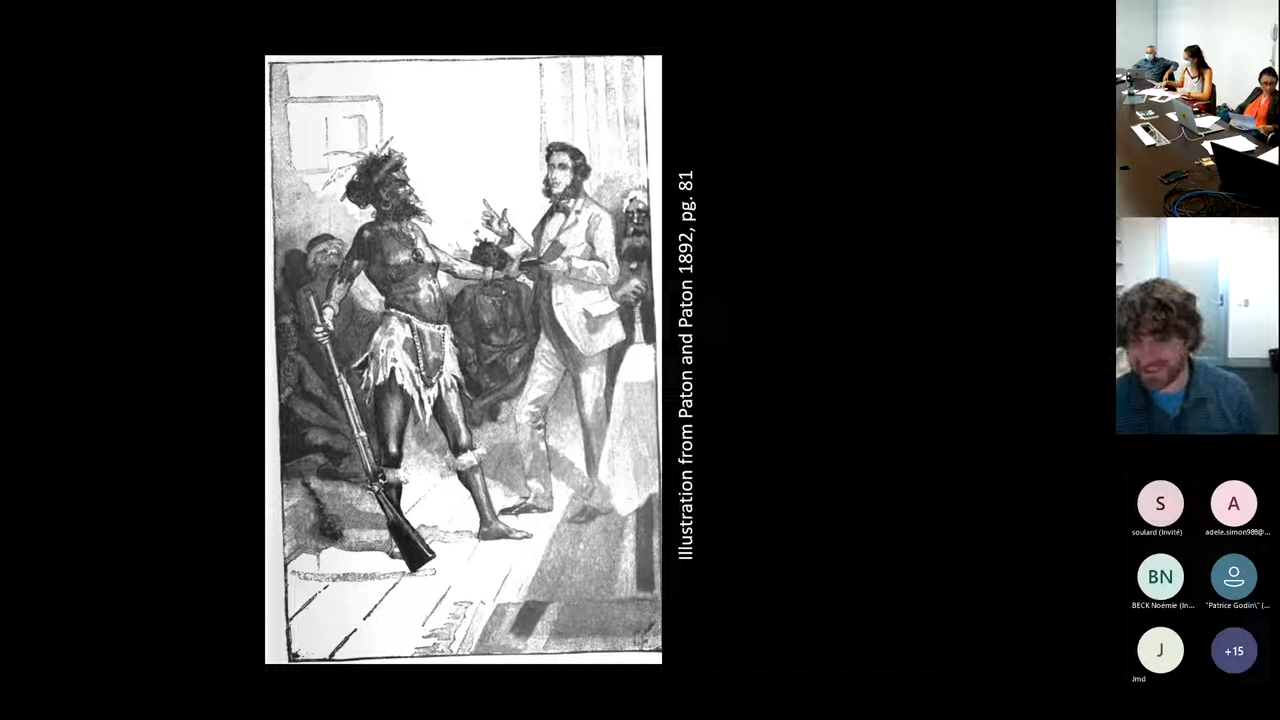 Illustration from Paton and Paton 1892, pg. 81
S
A
soulard (Invité)
adele.simon988@...
BN
BECK Noémie (In...
"Patrice Godin\" (...
J
+15
Jmd